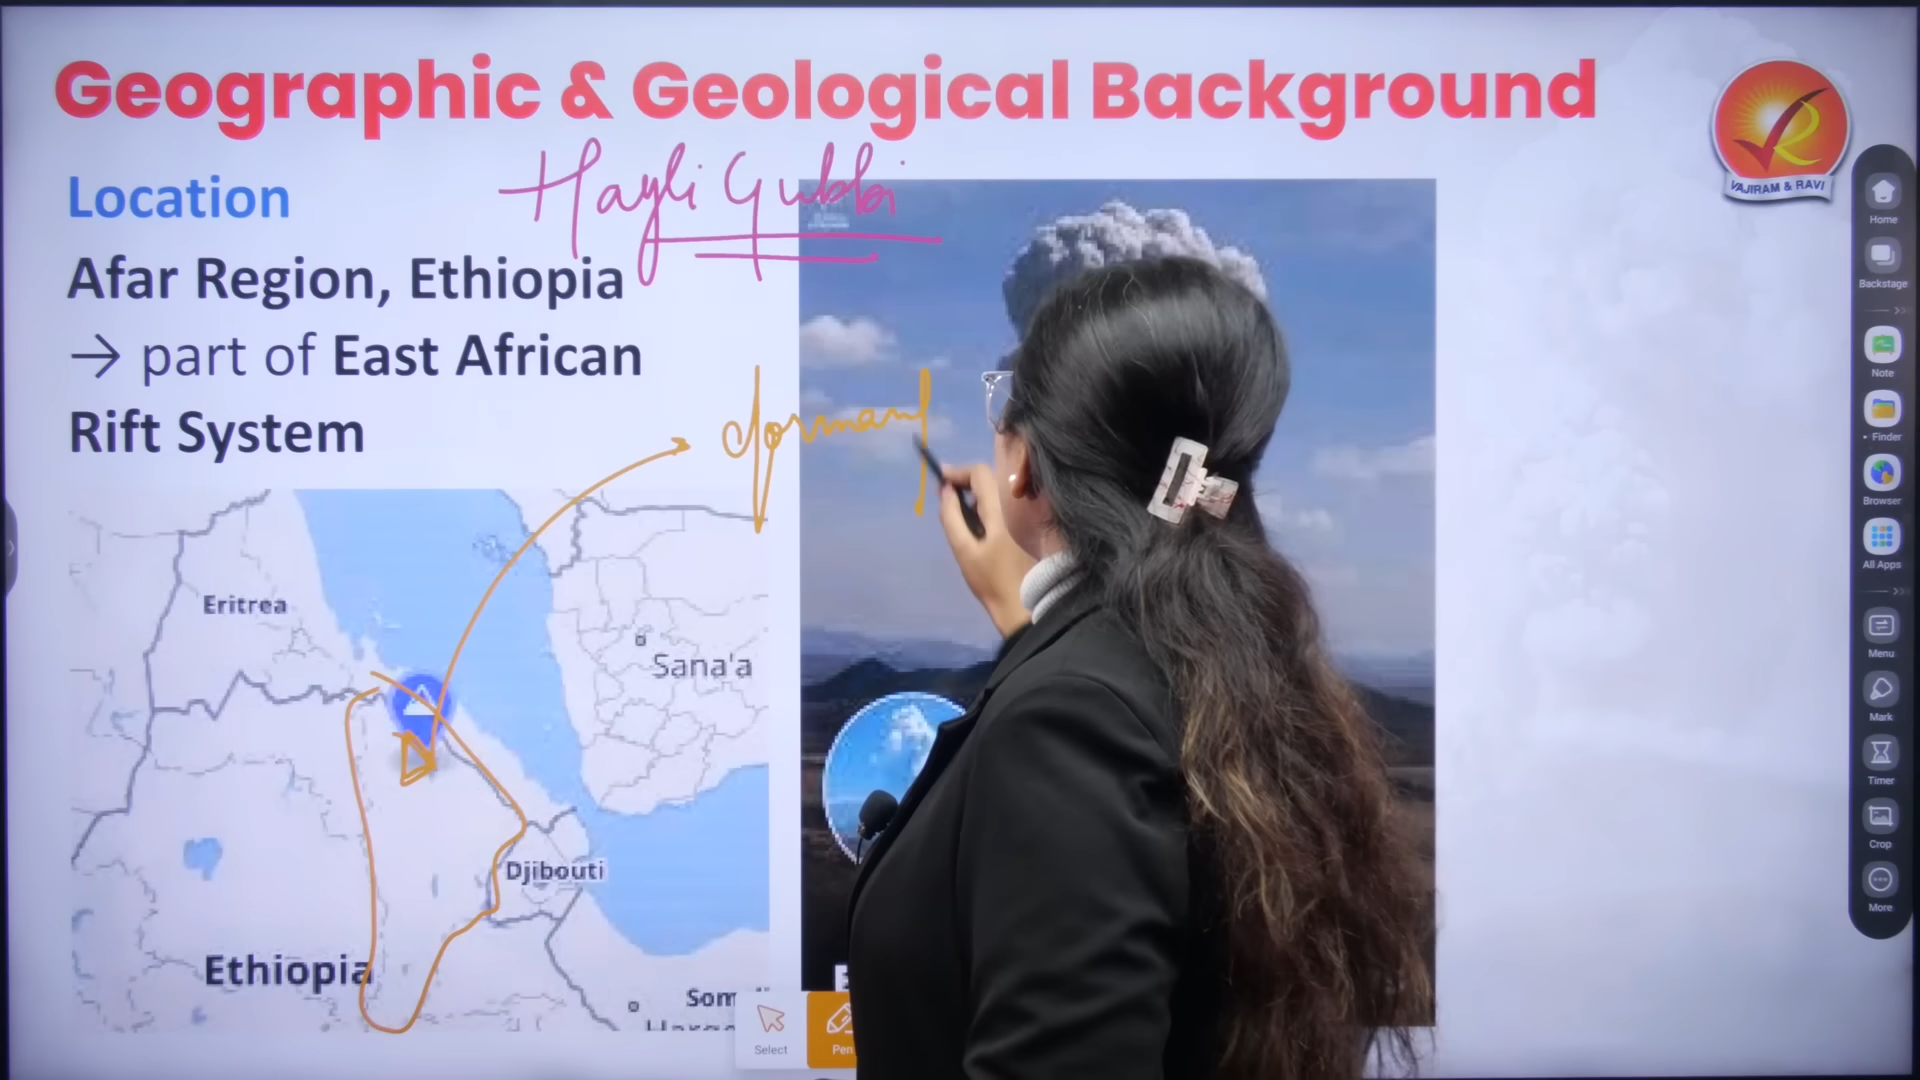 Geographic & Geological Background
VAJIRAM & RAVI
Hayli Gubbi
Location
Afar Region, Ethiopia
→ part of East African
Rift System
dormant
Eritrea
Sana'a
Djibouti
Ethiopia
Select
Pen
Home
Backstage
Note
Finder
Browser
All Apps
Menu
Mark
Timer
Crop
More